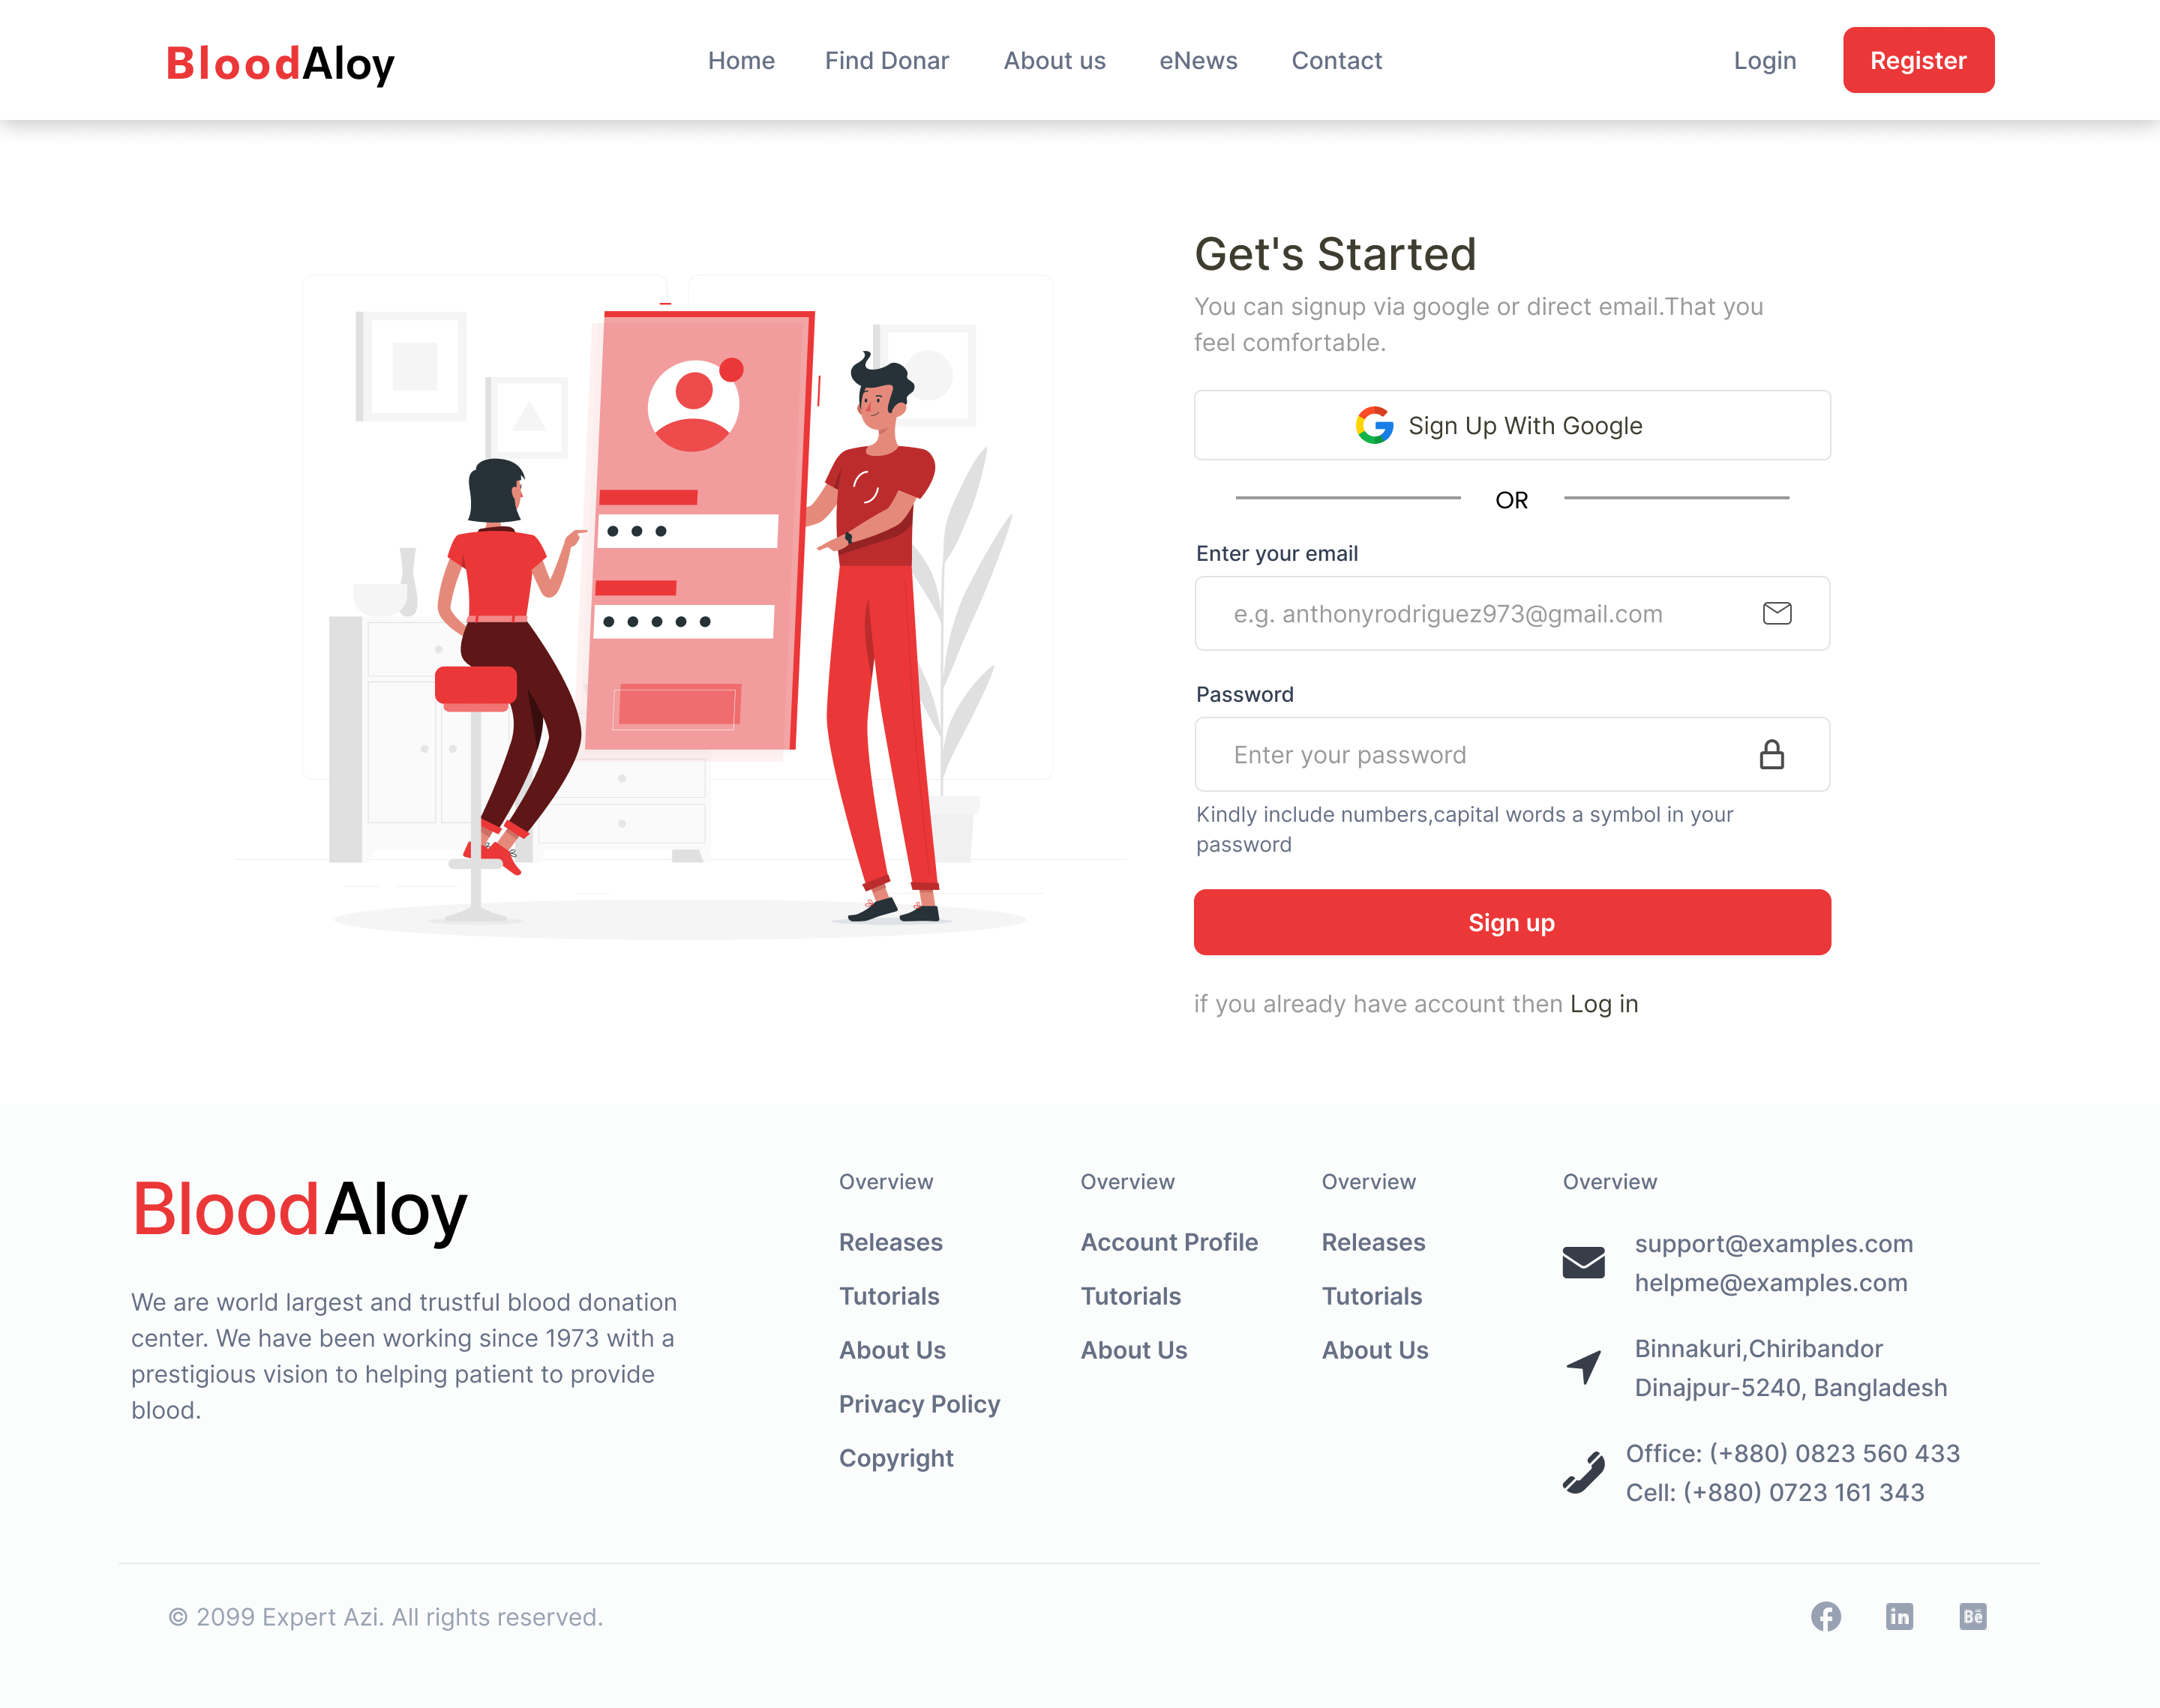 BloodAloy
Home
Find Donar
About us
eNews
Contact
Login
Register
Get's Started
You can signup via google or direct email.That you
feel comfortable.
Sign Up With Google
OR
Enter your email
e.g. anthonyrodriguez973@gmail.com
Password
Enter your password
Kindly include numbers,capital words a symbol in your
password
Sign up
if you already have account then Log in
BloodAloy
We are world largest and trustful blood donation
center. We have been working since 1973 with a
prestigious vision to helping patient to provide
blood.
Overview
Releases
Tutorials
About Us
Privacy Policy
Copyright
Overview
Account Profile
Tutorials
About Us
Overview
Releases
Tutorials
About Us
Overview
support@examples.com
helpme@examples.com
Binnakuri,Chiribandor
Dinajpur-5240, Bangladesh
Office: (+880) 0823 560 433
Cell: (+880) 0723 161 343
© 2099 Expert Azi. All rights reserved.